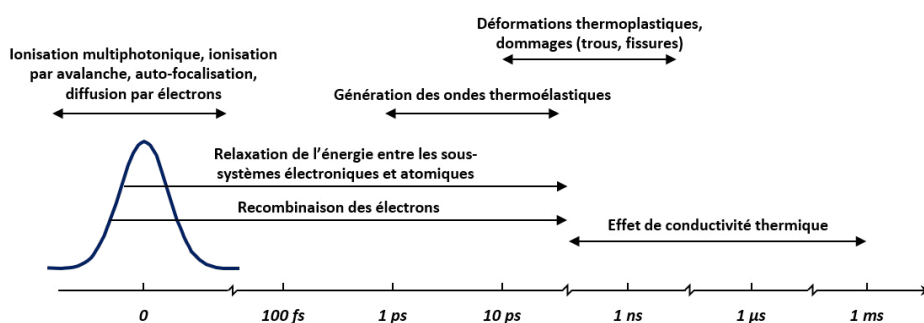 Déformations thermoplastiques,
dommages (trous, fissures)
Ionisation multiphotonique, ionisation
par avalanche, auto-focalisation,
diffusion par électrons
Génération des ondes thermoélastiques
Relaxation de l'énergie entre les sous-
systèmes électroniques et atomiques
Recombinaison des électrons
Effet de conductivité thermique
0 100 fs 1 ps 10 ps 1 ns 1 µs 1 ms